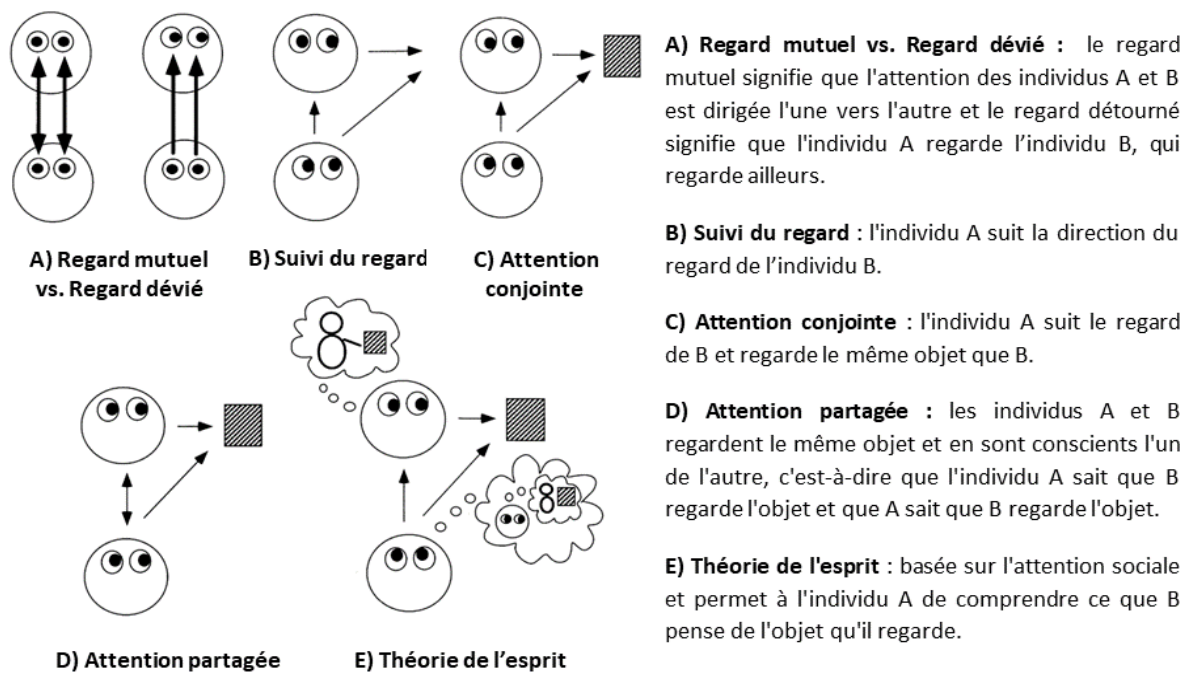 A) Regard mutuel
vs. Regard dévié
B) Suivi du regard
C) Attention
conjointe
D) Attention partagée
E) Théorie de l’esprit
A) Regard mutuel vs. Regard dévié : le regard
mutuel signifie que l'attention des individus A et B
est dirigée l'une vers l'autre et le regard détourné
signifie que l'individu A regarde l’individu B, qui
regarde ailleurs.
B) Suivi du regard : l'individu A suit la direction du
regard de l’individu B.
C) Attention conjointe : l'individu A suit le regard
de B et regarde le même objet que B.
D) Attention partagée : les individus A et B
regardent le même objet et en sont conscients l'un
de l'autre, c'est-à-dire que l'individu A sait que B
regarde l'objet et que A sait que B regarde l'objet.
E) Théorie de l'esprit : basée sur l'attention sociale
et permet à l'individu A de comprendre ce que B
pense de l'objet qu'il regarde.